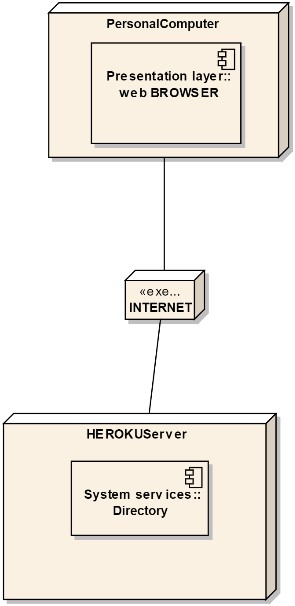 PersonalComputer
Presentation layer::
web BROWSER
«exe...
INTERNET
HEROKUServer
System services::
Directory